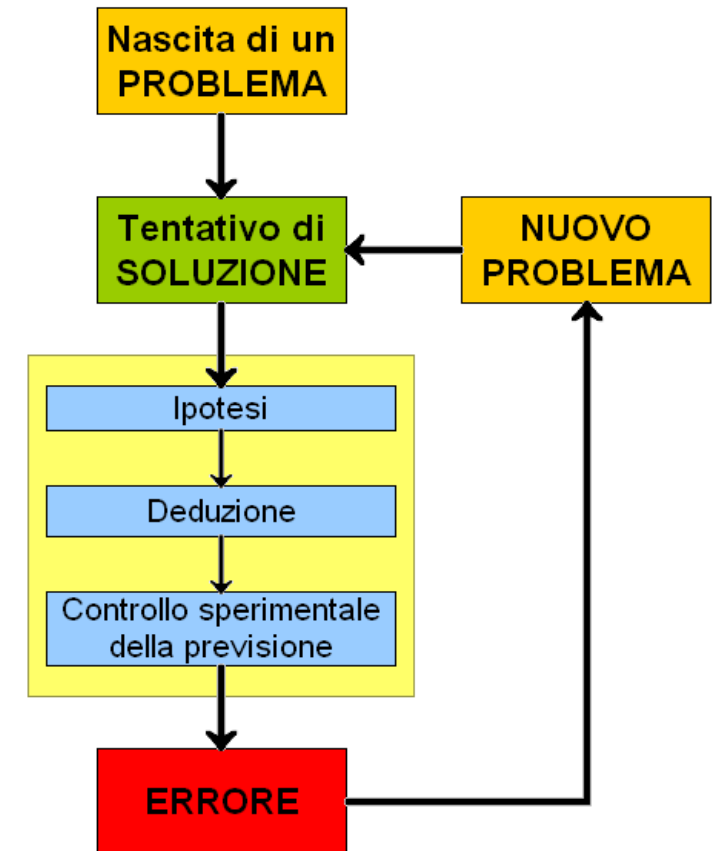 Nascita di un
PROBLEMA
Tentativo di
SOLUZIONE
NUOVO
PROBLEMA
Ipotesi
Deduzione
Controllo sperimentale
della previsione
ERRORE